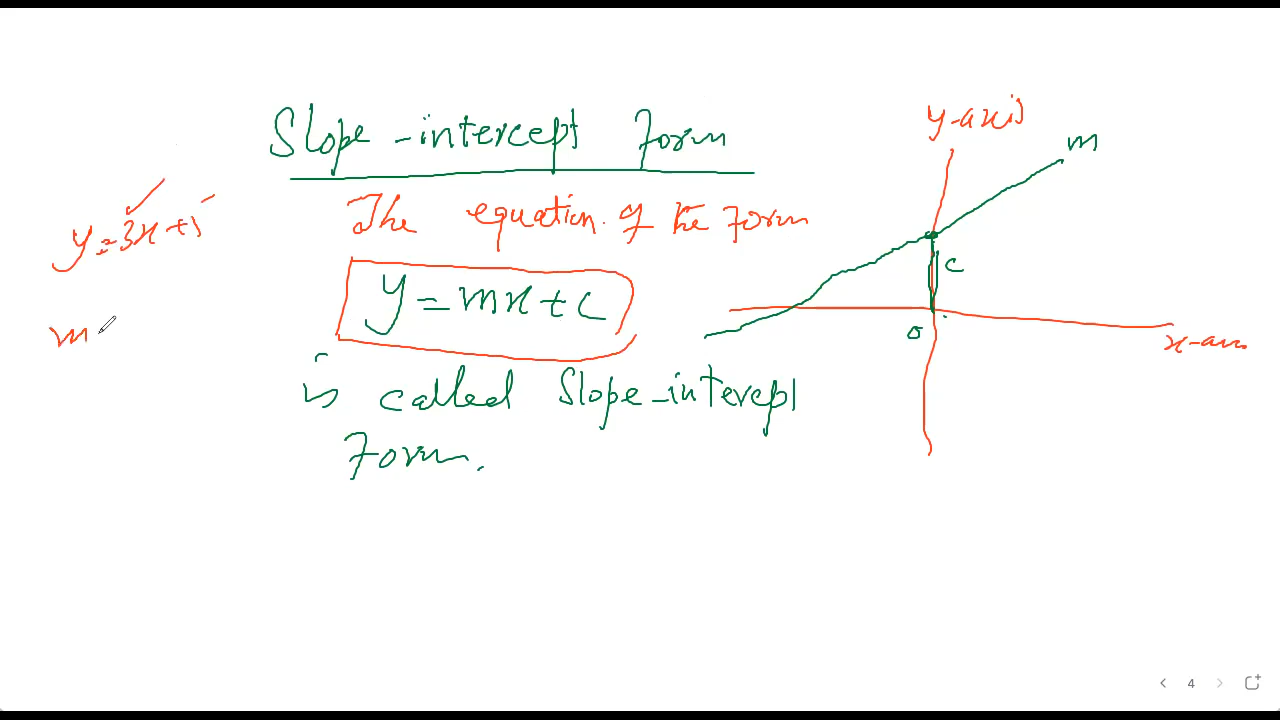 Slope-intercept Form
The equation of the Form
y = mx + c
is called Slope-intercept
Form.
y = 3x + 5
m
y-axis
m
c
0
x-axis
4